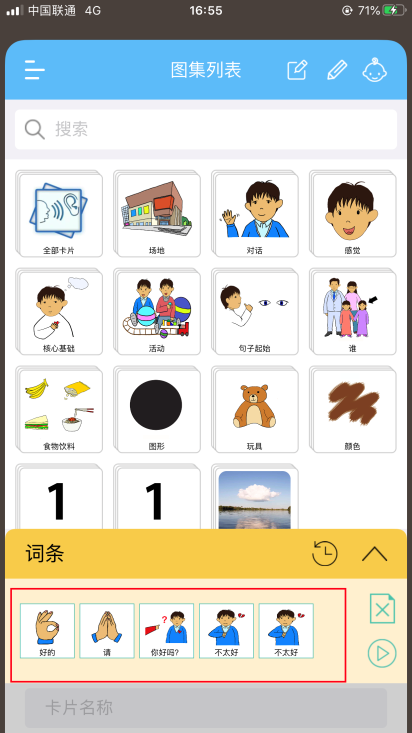 中国联通 4G 16:55 71%
图集列表
搜索
全部卡片 场地 对话 感觉
核心基础 活动 句子起始 谁
食物饮料 图形 玩具 颜色
1 1
词条
?
好的 请 你好吗? 不太好 不太好
卡片名称